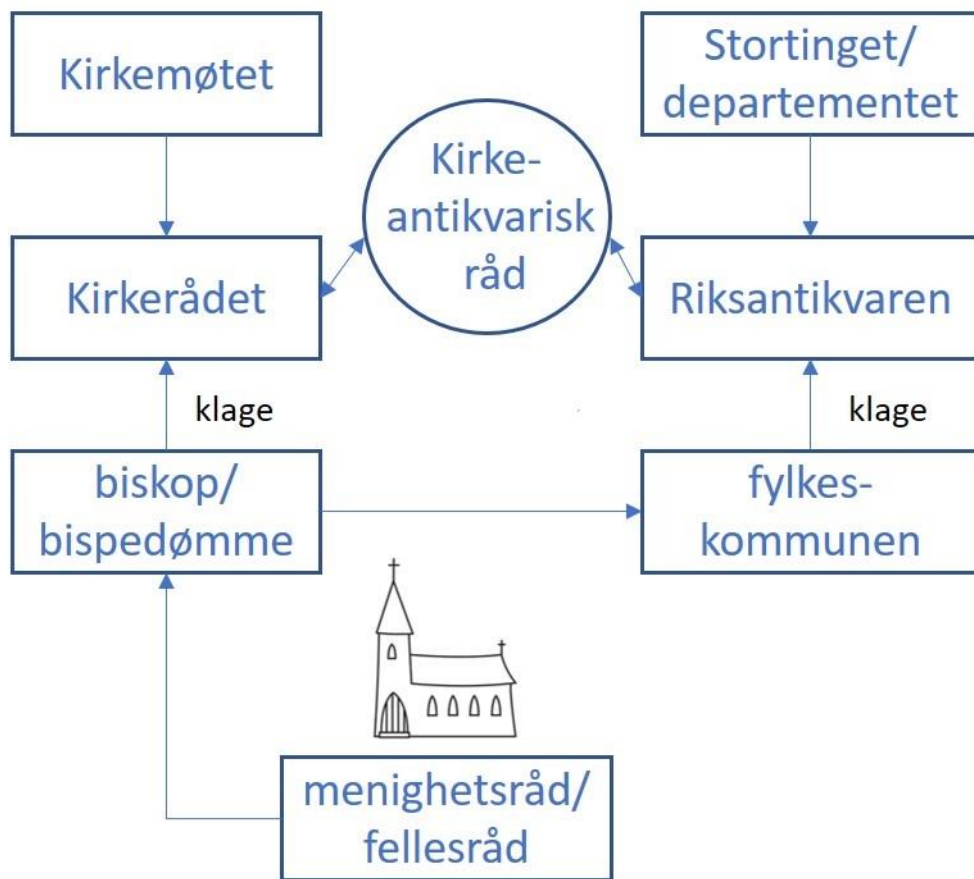 Kirkemøtet
Stortinget/
departementet
Kirke-
antikvarisk
råd
Kirkerådet
Riksantikvaren
klage
klage
biskop/
bispedømme
fylkes-
kommunen
menighetsråd/
fellesråd